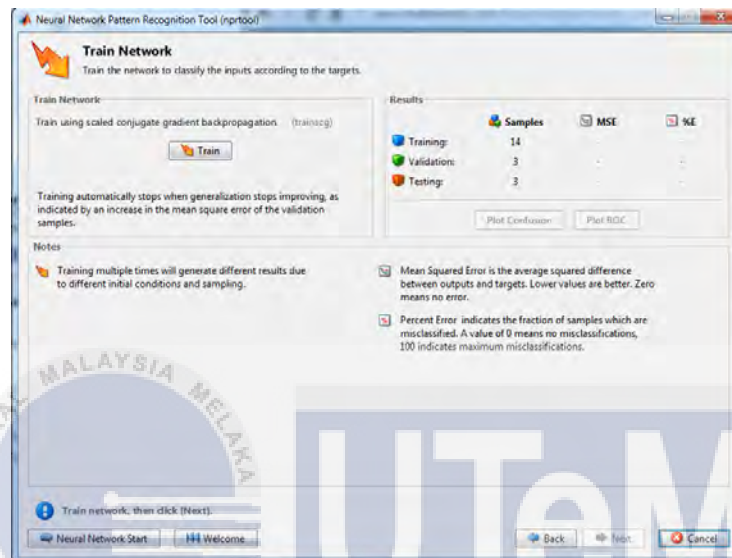 Neural Network Pattern Recognition Tool (nprtool)
Train Network
Train the network to classify the inputs according to the targets.
Train Network
Train using scaled conjugate gradient backpropagation. (trainscg)
Train
Training automatically stops when generalization stops improving, as
indicated by an increase in the mean square error of the validation
samples.
Results
Samples MSE %E
Training: 14 - -
Validation: 3 - -
Testing: 3 - -
Plot Confusion Plot ROC
Notes
Training multiple times will generate different results due
to different initial conditions and sampling.
Mean Squared Error is the average squared difference
between outputs and targets. Lower values are better. Zero
means no error.
Percent Error indicates the fraction of samples which are
misclassified. A value of 0 means no misclassifications,
100 indicates maximum misclassifications.
AL MALAYSIA MELAKA
UTeM
Train network, then click [Next].
Neural Network Start Welcome Back Next Cancel